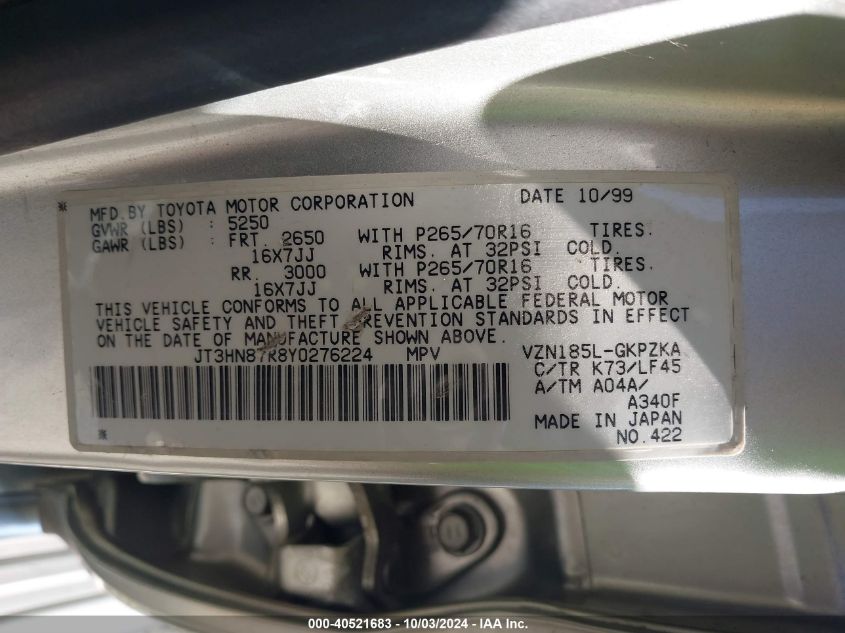 ※ MFD.BY TOYOTA MOTOR CORPORATION DATE 10/99
GVWR (LBS) : 5250
GAWR (LBS) : FRT. 2650 WITH P265/70R16 TIRES.
16X7JJ RIMS. AT 32PSI COLD.
RR. 3000 WITH P265/70R16 TIRES.
16X7JJ RIMS. AT 32PSI COLD.
THIS VEHICLE CONFORMS TO ALL APPLICABLE FEDERAL MOTOR
VEHICLE SAFETY AND THEFT PREVENTION STANDARDS IN EFFECT
ON THE DATE OF MANUFACTURE SHOWN ABOVE.
JT3HN87R8Y0276224 MPV VZN185L-GKPZKA
C/TR K73/LF45
A/TM A04A/
A340F
MADE IN JAPAN
※ NO.422
000-40521683 - 10/03/2024 - IAA Inc.